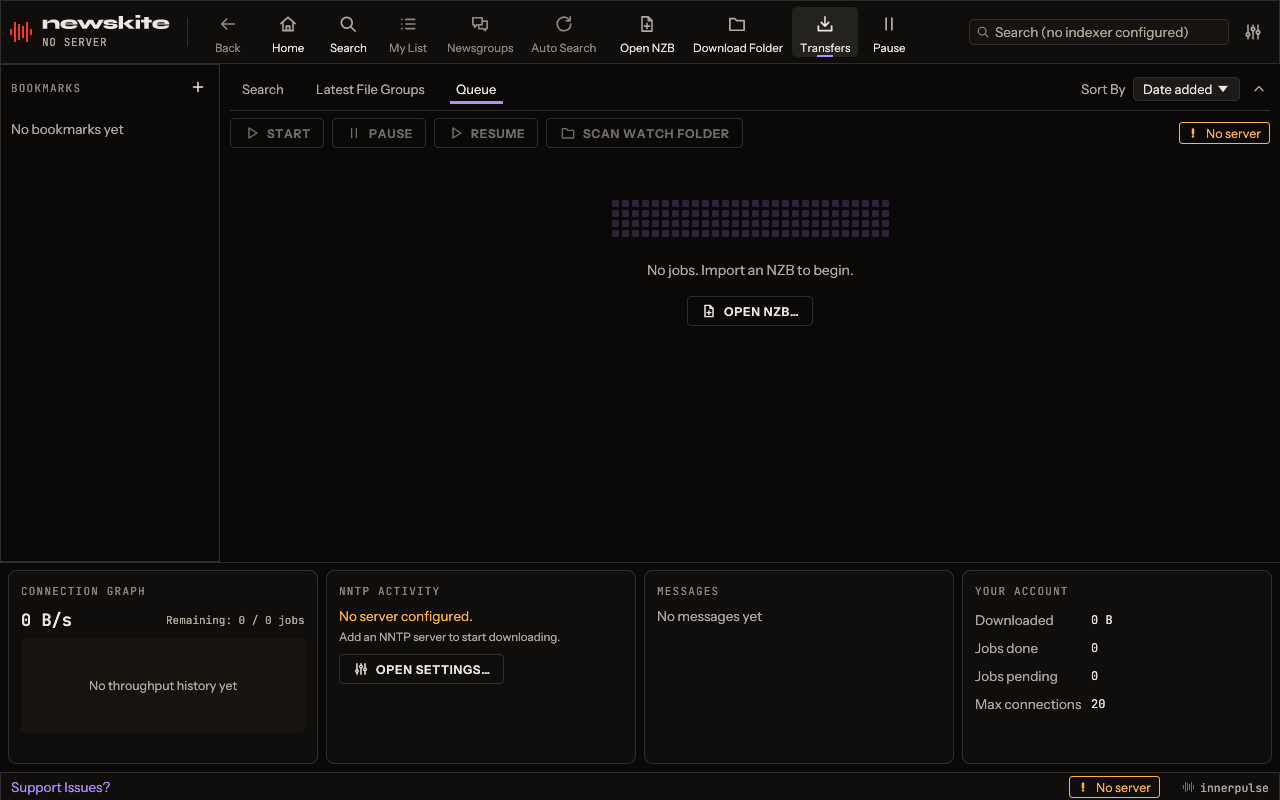 newskite
NO SERVER
Back
Home
Search
My List
Newsgroups
Auto Search
Open NZB
Download Folder
Transfers
Pause
Search (no indexer configured)
BOOKMARKS
No bookmarks yet
Search
Latest File Groups
Queue
Sort By
Date added
START
PAUSE
RESUME
SCAN WATCH FOLDER
! No server
No jobs. Import an NZB to begin.
OPEN NZB...
CONNECTION GRAPH
0 B/s
Remaining: 0 / 0 jobs
No throughput history yet
NNTP ACTIVITY
No server configured.
Add an NNTP server to start downloading.
OPEN SETTINGS...
MESSAGES
No messages yet
YOUR ACCOUNT
Downloaded 0 B
Jobs done 0
Jobs pending 0
Max connections 20
Support Issues?
! No server
innerpulse